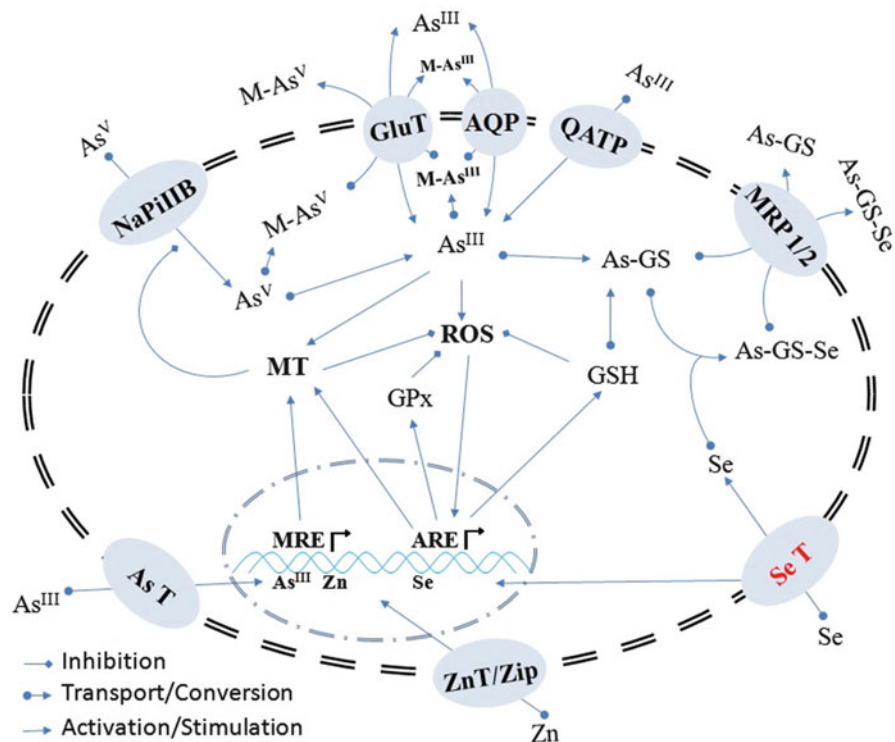 As^III
M-As^III
M-As^V
As^III
GluT
AQP
QATP
As^V
As-GS
As-GS-Se
NaPiIIB
M-As^III
MRP 1/2
M-As^V
As^III
As-GS
As^V
ROS
As-GS-Se
MT
GPx
GSH
Se
MRE
ARE
As^III Zn
Se
As T
Se T
As^III
Se
ZnT/Zip
Zn
Inhibition
Transport/Conversion
Activation/Stimulation